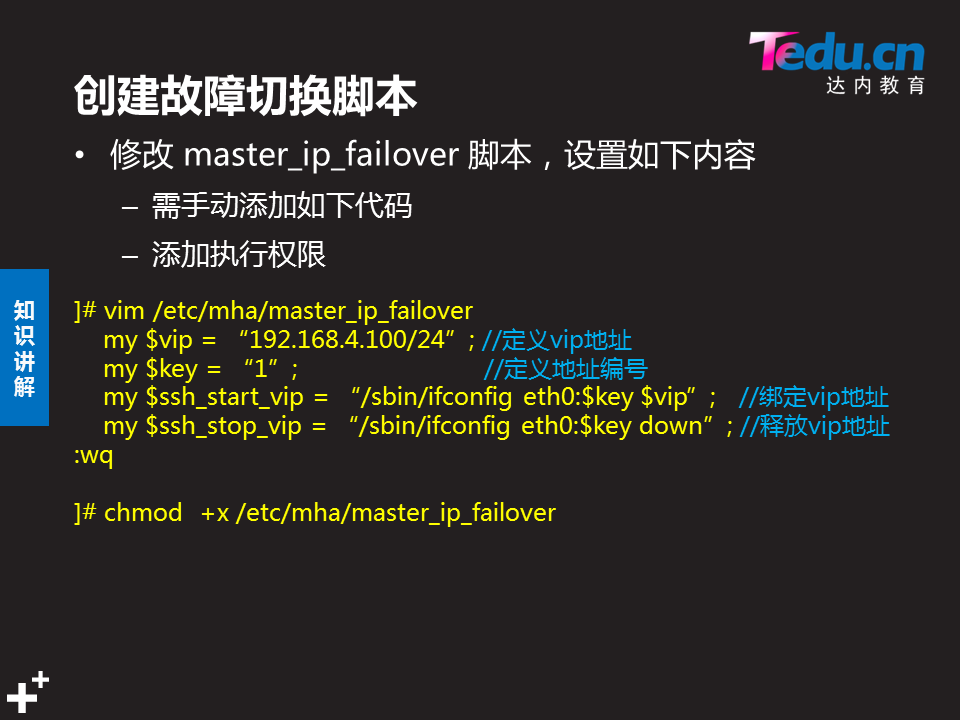 Tedu.cn
达内教育
创建故障切换脚本
• 修改 master_ip_failover 脚本，设置如下内容
– 需手动添加如下代码
– 添加执行权限
知识讲解
]# vim /etc/mha/master_ip_failover
my $vip = “192.168.4.100/24”; //定义vip地址
my $key = “1”; //定义地址编号
my $ssh_start_vip = “/sbin/ifconfig eth0:$key $vip”; //绑定vip地址
my $ssh_stop_vip = “/sbin/ifconfig eth0:$key down”; //释放vip地址
:wq
]# chmod +x /etc/mha/master_ip_failover